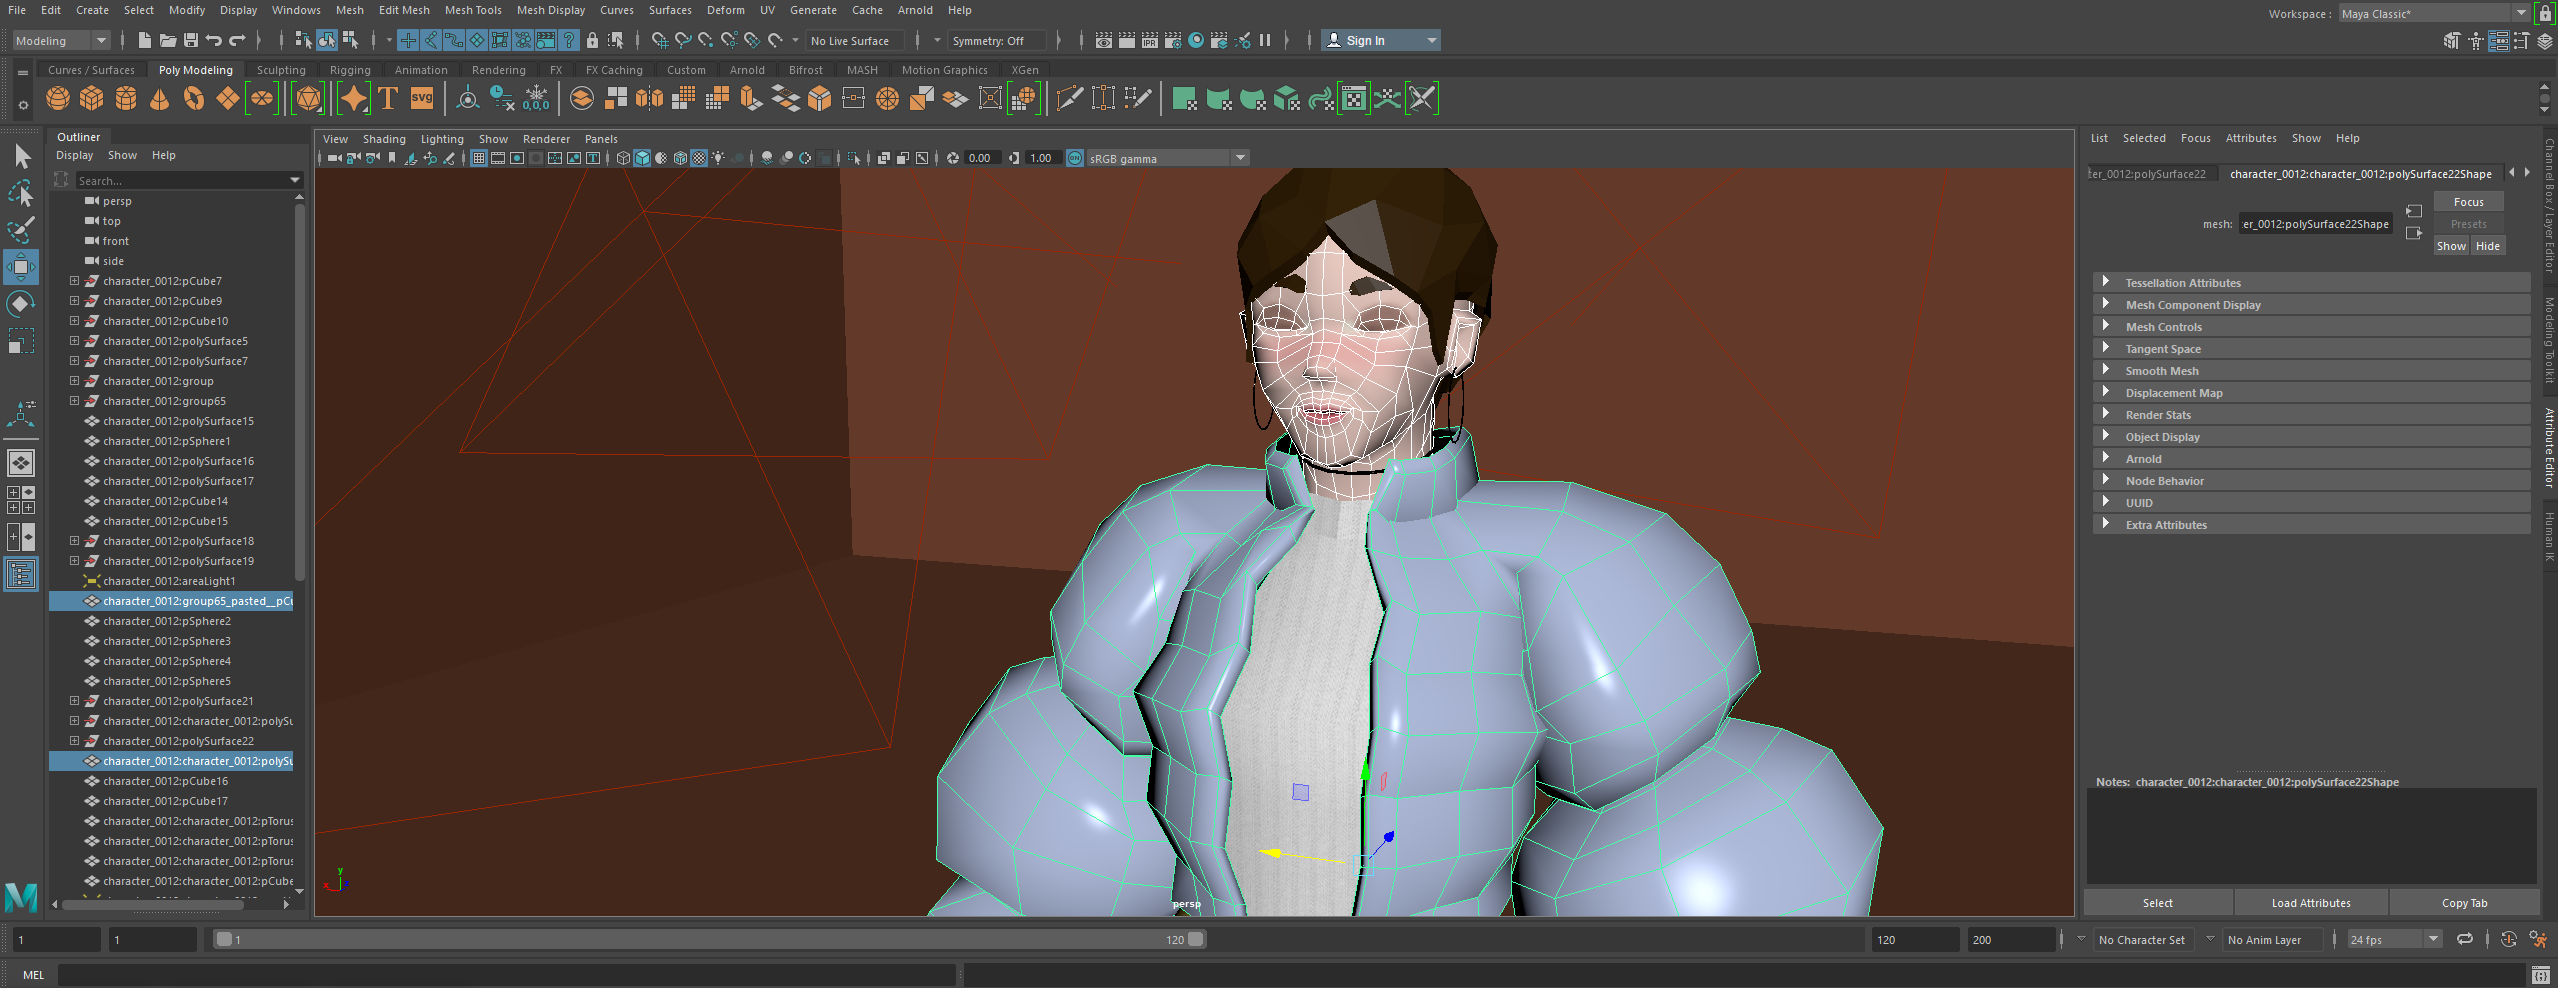 File Edit Create Select Modify Display Windows Mesh Edit Mesh Mesh Tools Mesh Display Curves Surfaces Deform UV Generate Cache Arnold Help
Workspace : Maya Classic*
Modeling No Live Surface Symmetry: Off Sign In
Curves / Surfaces Poly Modeling Sculpting Rigging Animation Rendering FX FX Caching Custom Arnold Bifrost MASH Motion Graphics XGen
T svg 0,0,0 IPR
Outliner
Display Show Help
Search...
persp
top
front
side
character_0012:pCube7
character_0012:pCube9
character_0012:pCube10
character_0012:polySurface5
character_0012:polySurface7
character_0012:group
character_0012:group65
character_0012:polySurface15
character_0012:pSphere1
character_0012:polySurface16
character_0012:polySurface17
character_0012:pCube14
character_0012:pCube15
character_0012:polySurface18
character_0012:polySurface19
character_0012:areaLight1
character_0012:group65_pasted__pCu
character_0012:pSphere2
character_0012:pSphere3
character_0012:pSphere4
character_0012:pSphere5
character_0012:polySurface21
character_0012:character_0012:polySu
character_0012:polySurface22
character_0012:character_0012:polySu
character_0012:pCube16
character_0012:pCube17
character_0012:character_0012:pTorus
character_0012:character_0012:pTorus
character_0012:character_0012:pTorus
character_0012:character_0012:pCube
View Shading Lighting Show Renderer Panels
0.00 1.00 ON sRGB gamma
y
x
persp
List Selected Focus Attributes Show Help
ter_0012:polySurface22 character_0012:character_0012:polySurface22Shape
Focus
mesh: er_0012:polySurface22Shape Presets
Show Hide
Tessellation Attributes
Mesh Component Display
Mesh Controls
Tangent Space
Smooth Mesh
Displacement Map
Render Stats
Object Display
Arnold
Node Behavior
UUID
Extra Attributes
Notes: character_0012:character_0012:polySurface22Shape
Select Load Attributes Copy Tab
Channel Box / Layer Editor
Modeling Toolkit
Attribute Editor
Human IK
1 1 1 120 120 200 No Character Set No Anim Layer 24 fps
MEL